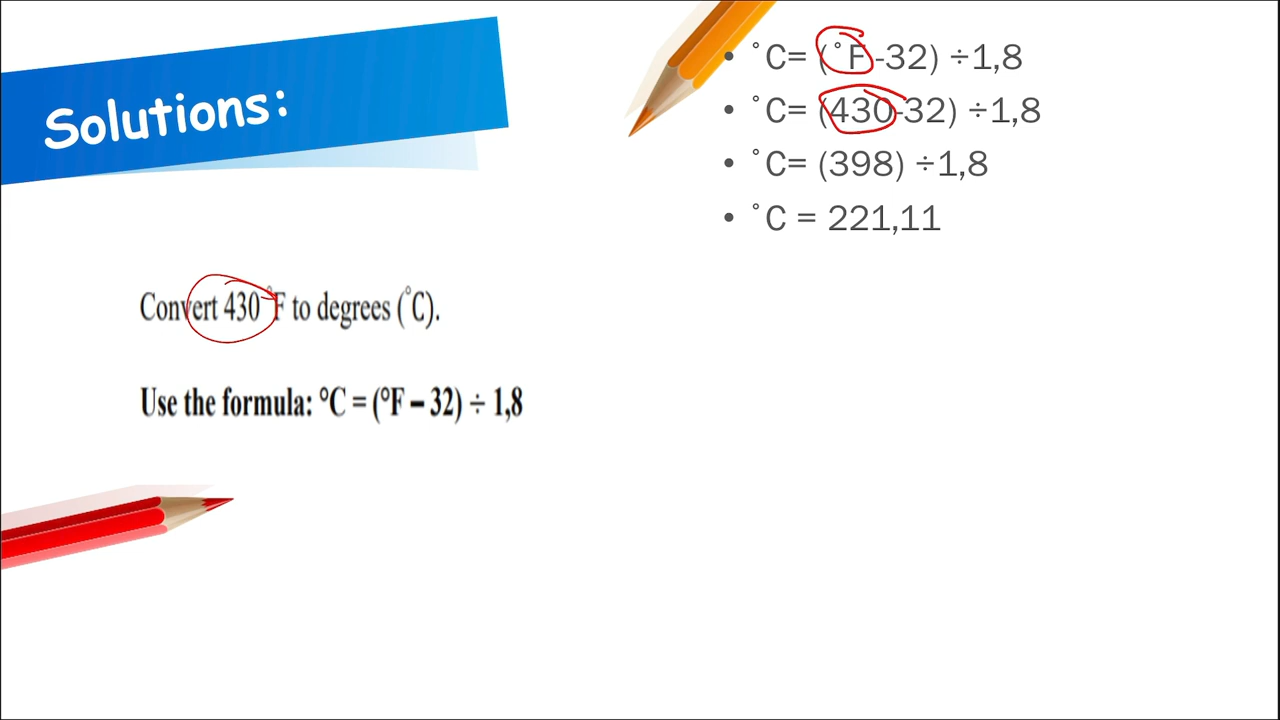 Solutions:
• °C= (°F-32) ÷1,8
• °C= (430-32) ÷1,8
• °C= (398) ÷1,8
• °C = 221,11
Convert 430°F to degrees (°C).
Use the formula: °C = (°F – 32) ÷ 1,8